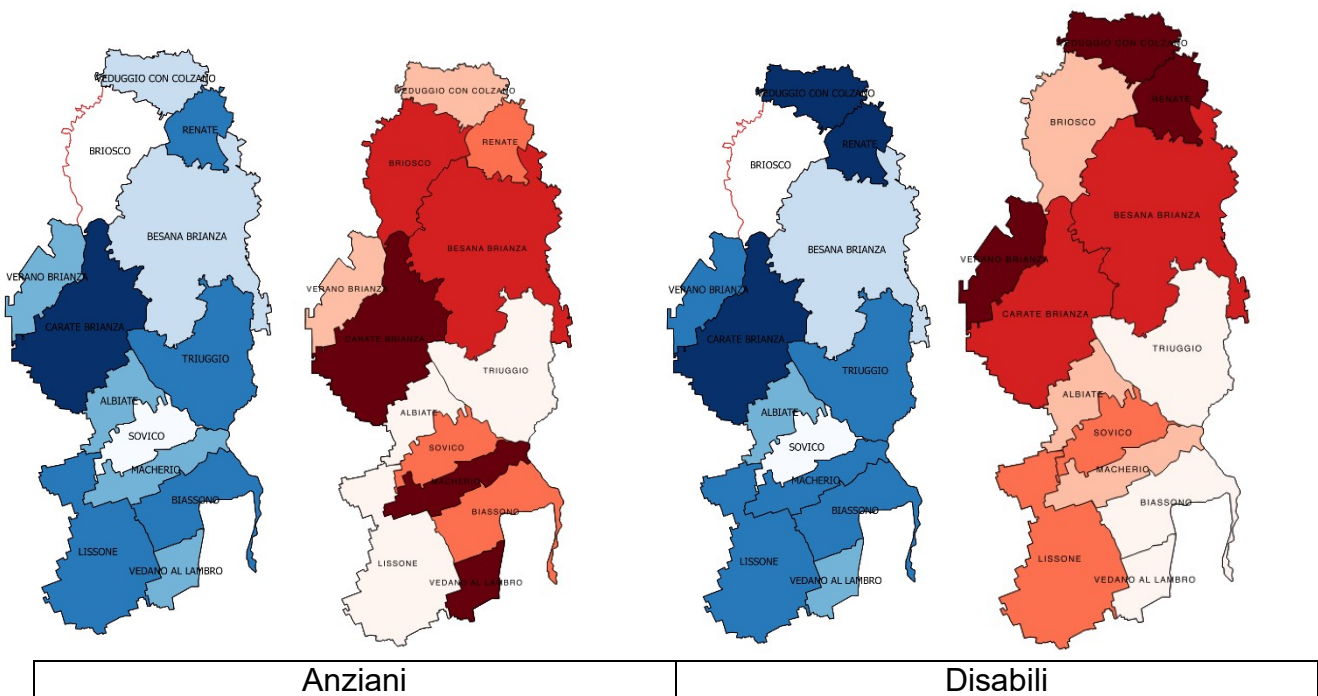 VEDUGGIO CON COLZANO
RENATE
BRIOSCO
BESANA BRIANZA
VERANO BRIANZA
CARATE BRIANZA
TRIUGGIO
ALBIATE
SOVICO
MACHERIO
BIASSONO
LISSONE
VEDANO AL LAMBRO
VEDUGGIO CON COLZANO
RENATE
BRIOSCO
BESANA BRIANZA
VERANO BRIANZA
CARATE BRIANZA
TRIUGGIO
ALBIATE
SOVICO
MACHERIO
BIASSONO
LISSONE
VEDANO AL LAMBRO
VEDUGGIO CON COLZANO
RENATE
BRIOSCO
BESANA BRIANZA
VERANO BRIANZA
CARATE BRIANZA
TRIUGGIO
ALBIATE
SOVICO
MACHERIO
BIASSONO
LISSONE
VEDANO AL LAMBRO
VEDUGGIO CON COLZANO
RENATE
BRIOSCO
BESANA BRIANZA
VERANO BRIANZA
CARATE BRIANZA
TRIUGGIO
ALBIATE
SOVICO
MACHERIO
BIASSONO
LISSONE
VEDANO AL LAMBRO
Anziani
Disabili